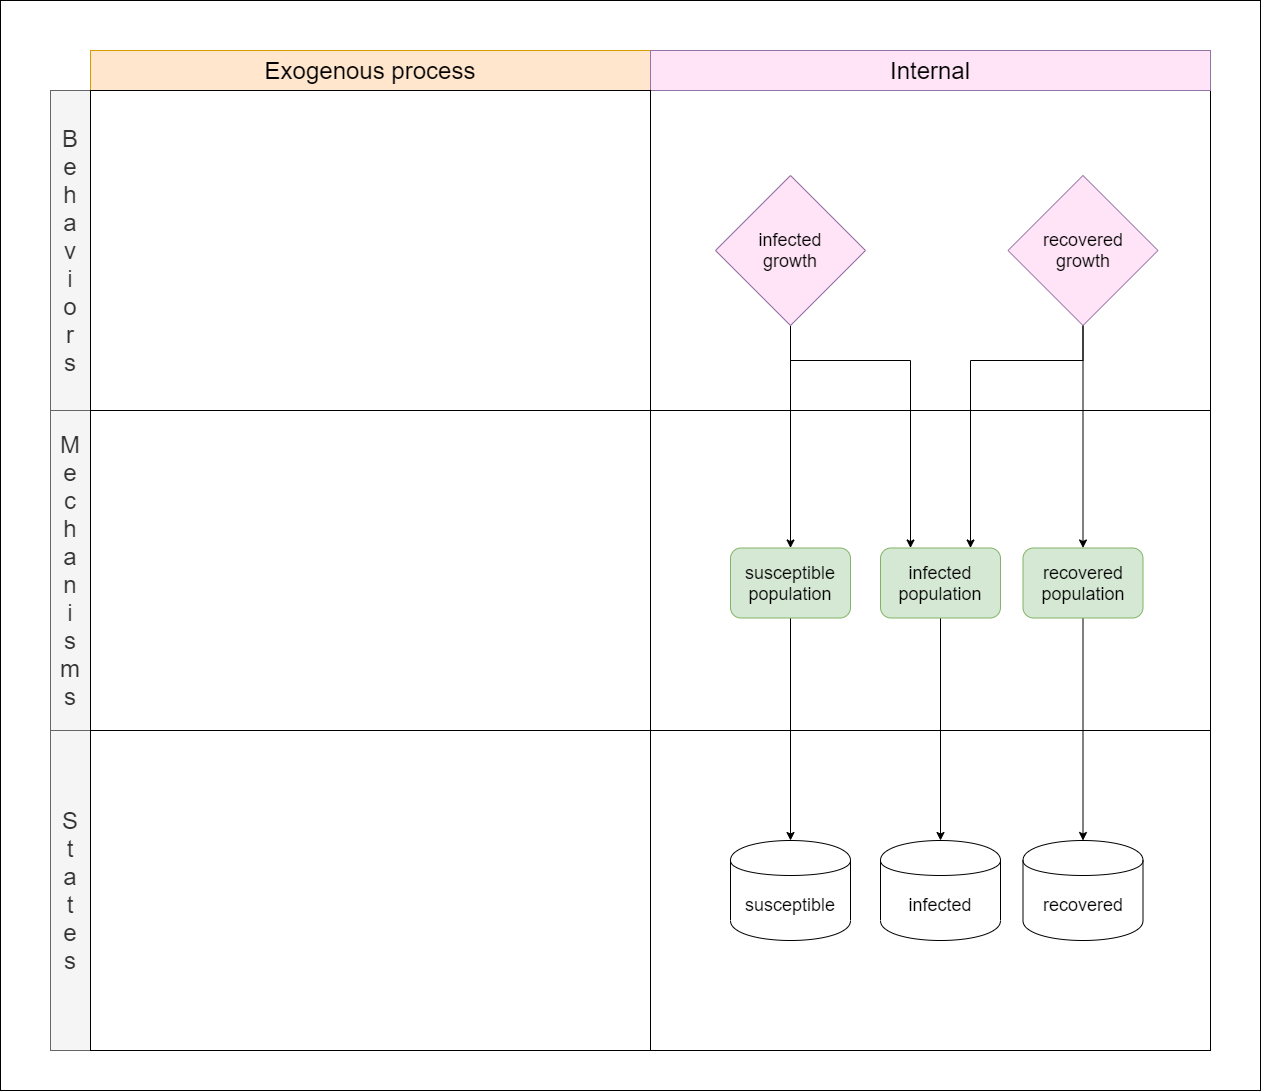 Exogenous process
Internal
Behaviors
infected
growth
recovered
growth
Mechanisms
susceptible
population
infected
population
recovered
population
States
susceptible
infected
recovered